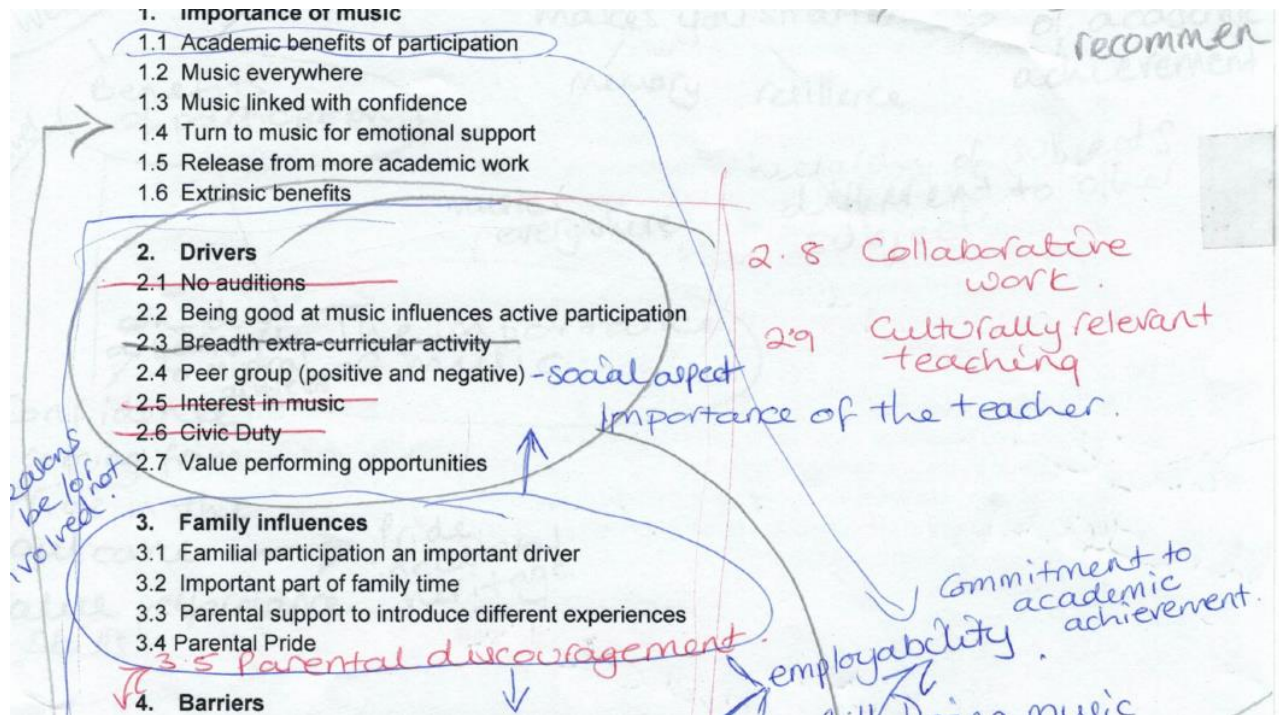 1. Importance of music
1.1 Academic benefits of participation
recommen
1.2 Music everywhere
1.3 Music linked with confidence
1.4 Turn to music for emotional support
1.5 Release from more academic work
1.6 Extrinsic benefits
2. Drivers
2.1 No auditions
2.2 Being good at music influences active participation
2.3 Breadth extra-curricular activity
2.4 Peer group (positive and negative) - social aspect
2.5 Interest in music
2.6 Civic Duty
2.7 Value performing opportunities
2.8 Collaborative
work.
2.9 Culturally relevant
teaching
Importance of the teacher.
3. Family influences
3.1 Familial participation an important driver
3.2 Important part of family time
3.3 Parental support to introduce different experiences
3.4 Parental Pride
3.5 Parental discouragement.
4. Barriers
Commitment to
academic
achievement.
employability
music